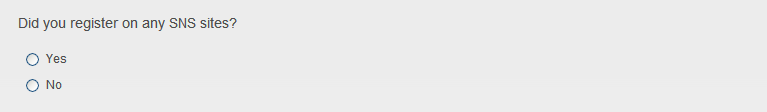 Did you register on any SNS sites?
Yes
No